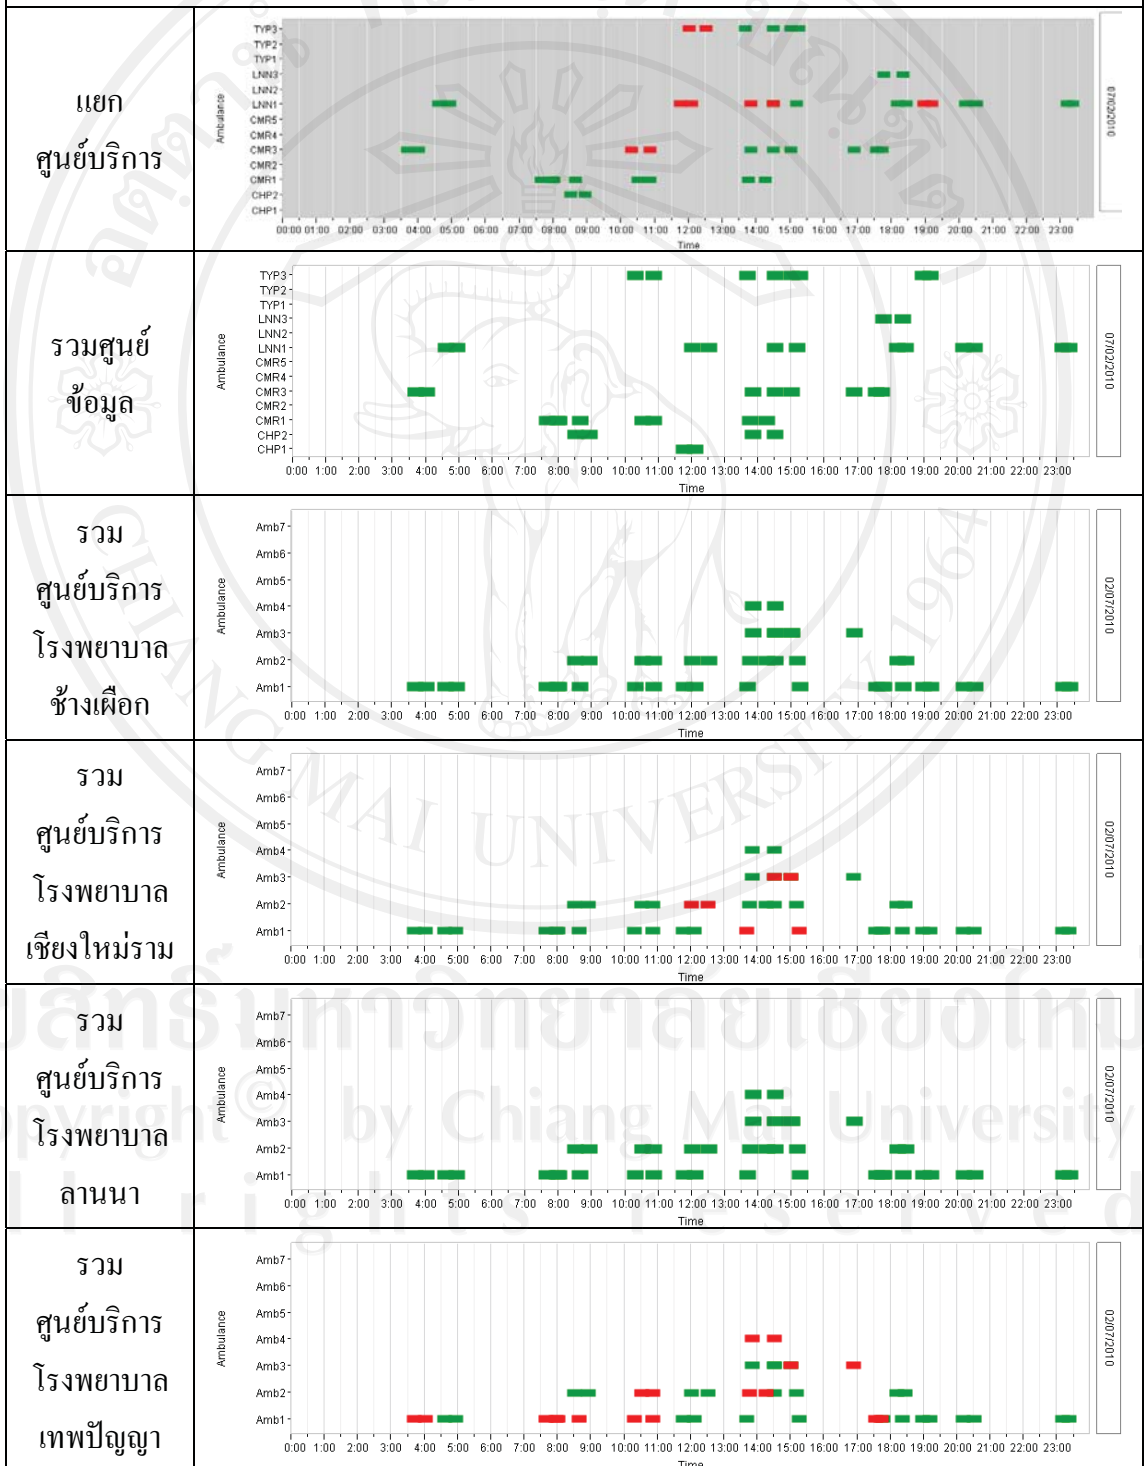 แยก
ศูนย์บริการ
TYP3
TYP2
TYP1
LNN3
LNN2
LNN1
CMR5
CMR4
CMR3
CMR2
CMR1
CHP2
CHP1
Ambulance
00:00 01:00 02:00 03:00 04:00 05:00 06:00 07:00 08:00 09:00 10:00 11:00 12:00 13:00 14:00 15:00 16:00 17:00 18:00 19:00 20:00 21:00 22:00 23:00
Time
07/02/2010
รวมศูนย์
ข้อมูล
TYP3
TYP2
TYP1
LNN3
LNN2
LNN1
CMR5
CMR4
CMR3
CMR2
CMR1
CHP2
CHP1
Ambulance
0:00 1:00 2:00 3:00 4:00 5:00 6:00 7:00 8:00 9:00 10:00 11:00 12:00 13:00 14:00 15:00 16:00 17:00 18:00 19:00 20:00 21:00 22:00 23:00
Time
07/02/2010
รวม
ศูนย์บริการ
โรงพยาบาล
ช้างเผือก
Amb7
Amb6
Amb5
Amb4
Amb3
Amb2
Amb1
Ambulance
0:00 1:00 2:00 3:00 4:00 5:00 6:00 7:00 8:00 9:00 10:00 11:00 12:00 13:00 14:00 15:00 16:00 17:00 18:00 19:00 20:00 21:00 22:00 23:00
Time
02/07/2010
รวม
ศูนย์บริการ
โรงพยาบาล
เชียงใหม่ราม
Amb7
Amb6
Amb5
Amb4
Amb3
Amb2
Amb1
Ambulance
0:00 1:00 2:00 3:00 4:00 5:00 6:00 7:00 8:00 9:00 10:00 11:00 12:00 13:00 14:00 15:00 16:00 17:00 18:00 19:00 20:00 21:00 22:00 23:00
Time
02/07/2010
รวม
ศูนย์บริการ
โรงพยาบาล
ลานนา
Amb7
Amb6
Amb5
Amb4
Amb3
Amb2
Amb1
Ambulance
0:00 1:00 2:00 3:00 4:00 5:00 6:00 7:00 8:00 9:00 10:00 11:00 12:00 13:00 14:00 15:00 16:00 17:00 18:00 19:00 20:00 21:00 22:00 23:00
Time
02/07/2010
รวม
ศูนย์บริการ
โรงพยาบาล
เทพปัญญา
Amb7
Amb6
Amb5
Amb4
Amb3
Amb2
Amb1
Ambulance
0:00 1:00 2:00 3:00 4:00 5:00 6:00 7:00 8:00 9:00 10:00 11:00 12:00 13:00 14:00 15:00 16:00 17:00 18:00 19:00 20:00 21:00 22:00 23:00
Time
02/07/2010
CHIANG MAI UNIVERSITY 1964
by Chiang Mai University
rights reserved